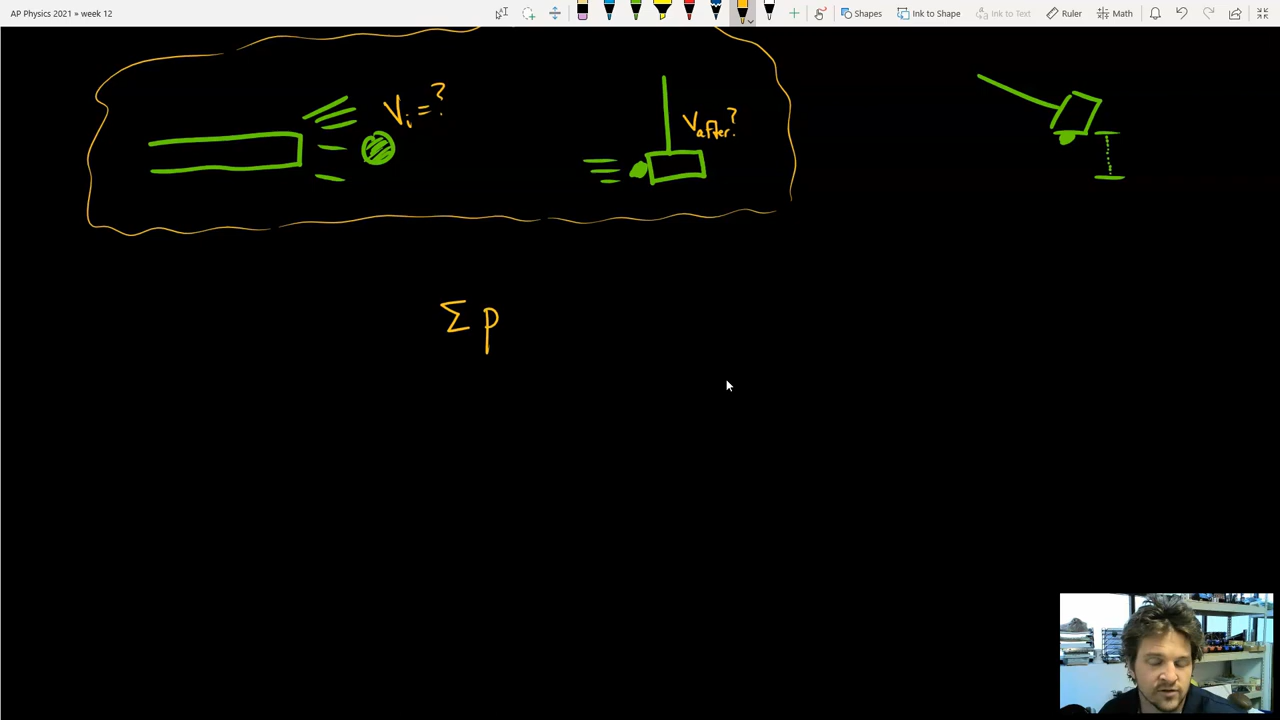 AP Physics 2021 » week 12
Shapes
Ink to Shape
Ink to Text
Ruler
Math
Vi = ?
Vafter?
Σ p